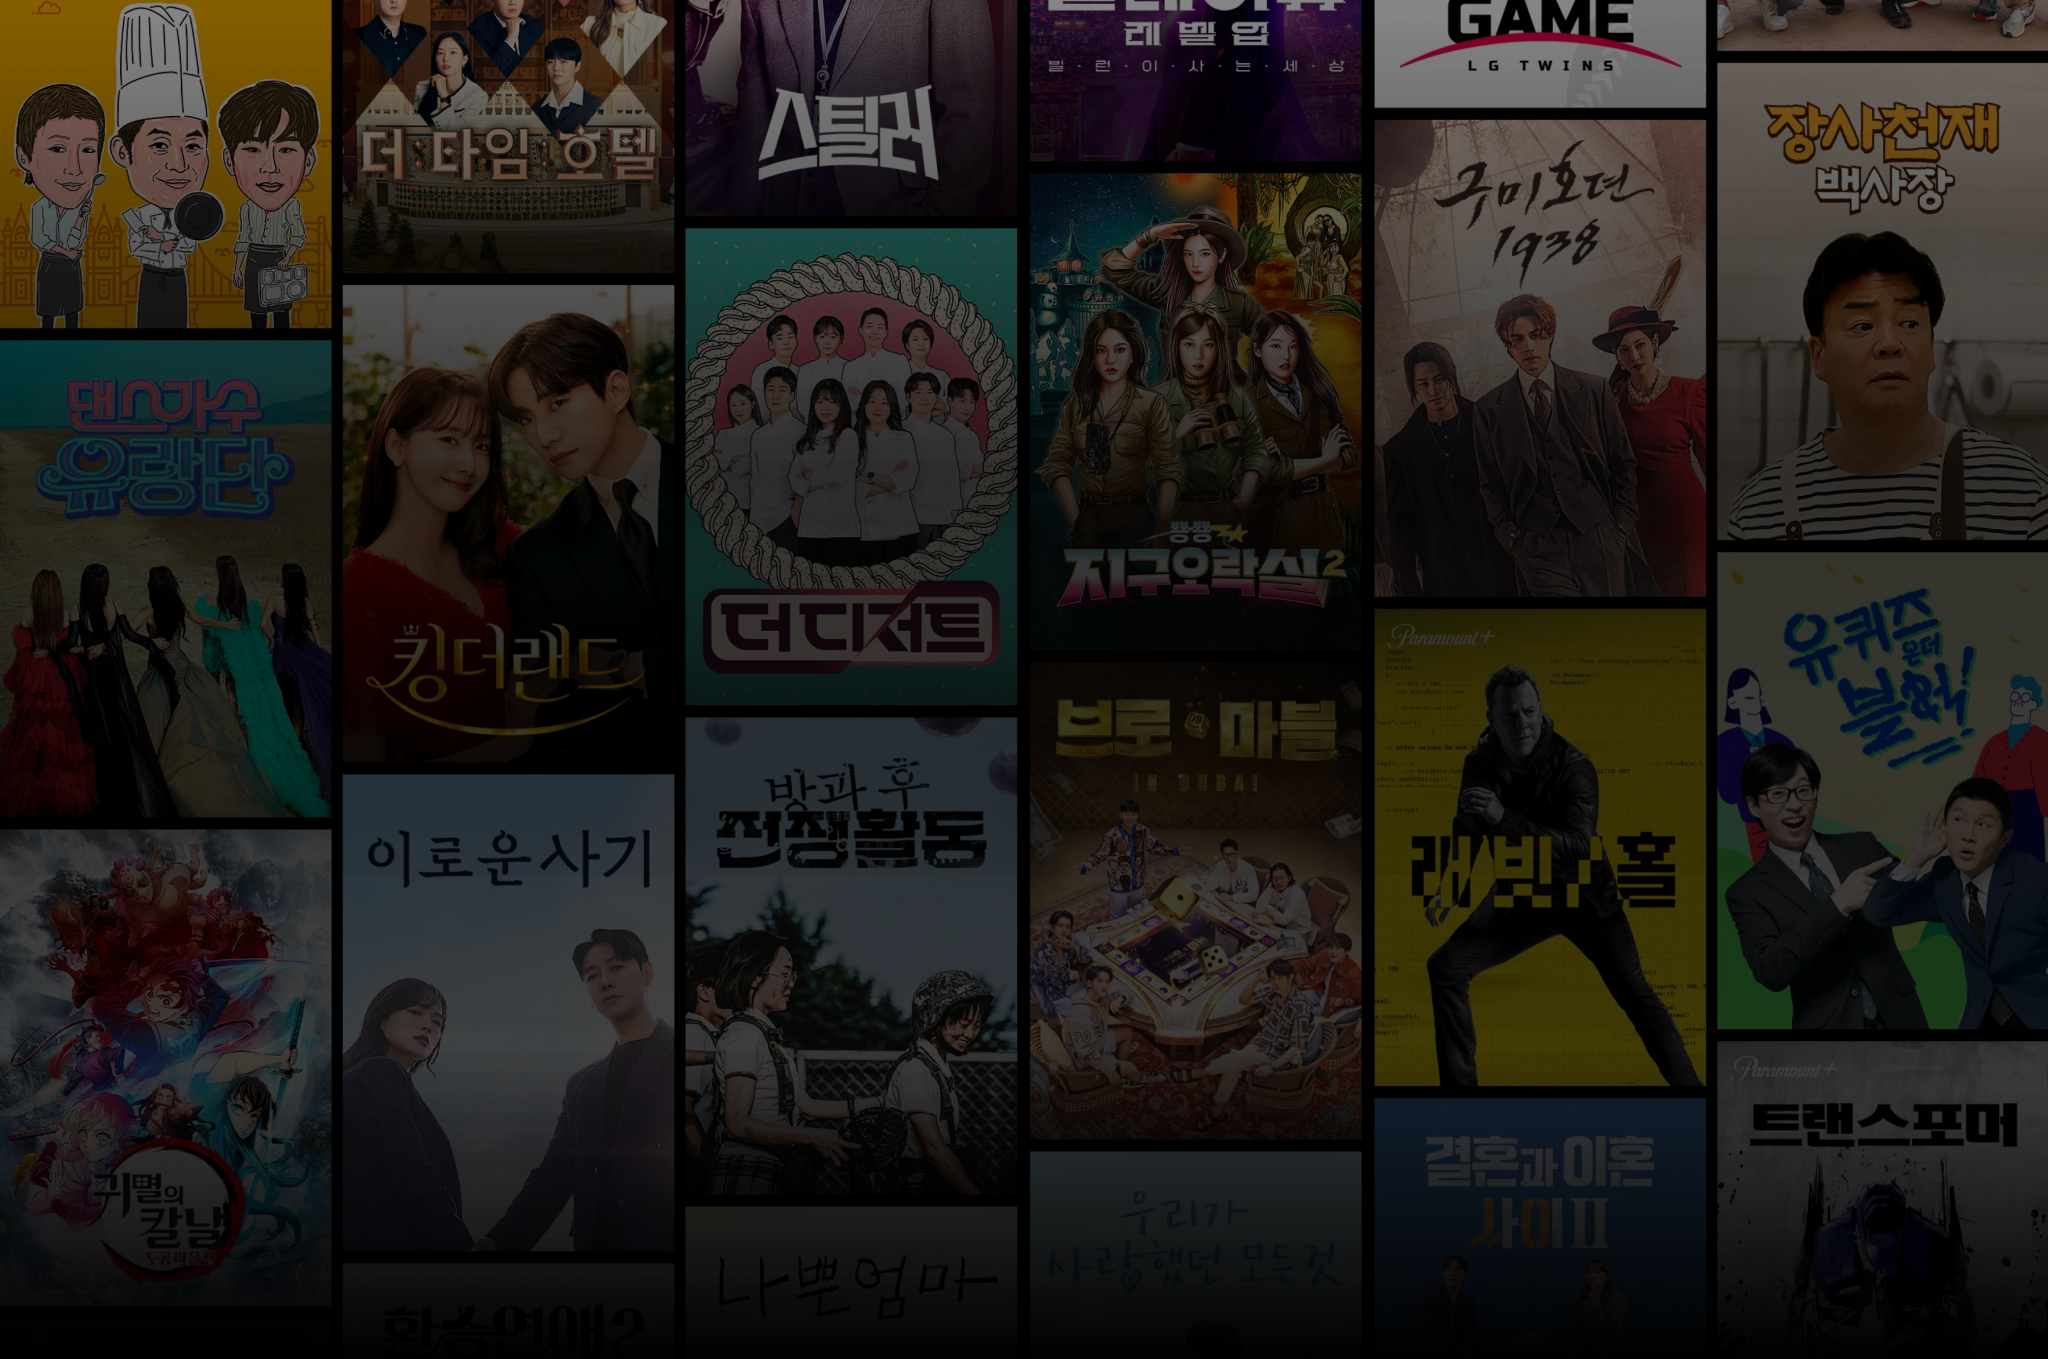 더 타임 호텔
스틸러
레벨업
빌·런·이·사·는·세·상
GAME
LG TWINS
장사천재
백사장
구미호뎐
1938
댄스가수
유랑단
킹더랜드
더 디저트
뿅뿅
지구오락실2
Paramount+
래빗/홀
유퀴즈
온더
블럭!
귀멸의
칼날
도공마을편
이로운 사기
방과 후
전쟁활동
브로 마블
IN DUBAI
Paramount+
트랜스포머
환승연애2
나쁜엄마
우리가
사랑했던 모든 것
결혼과 이혼
사이II